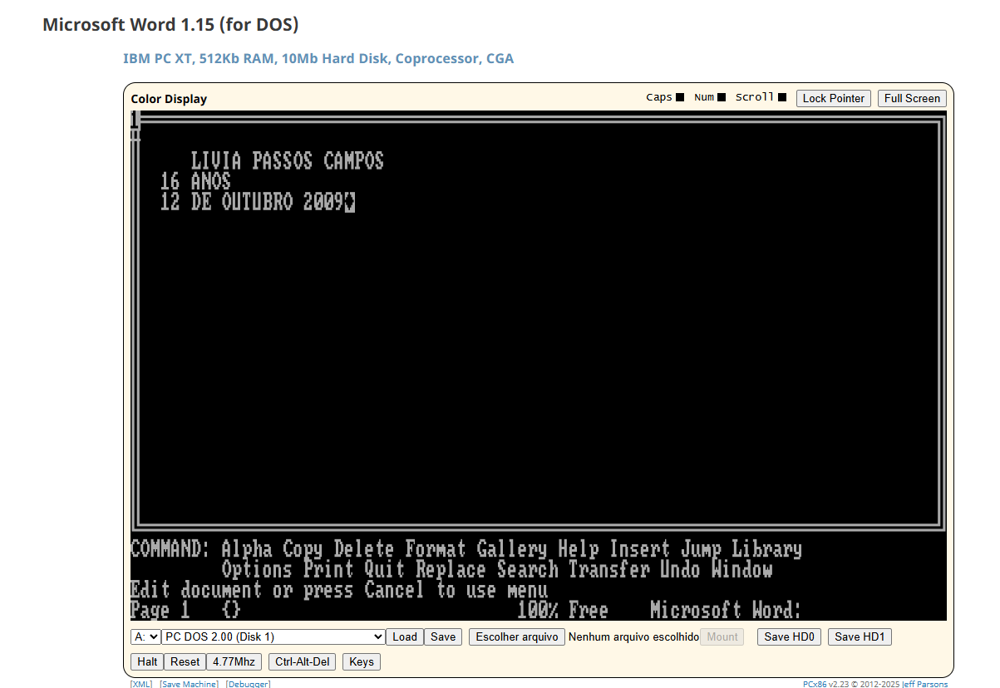 Microsoft Word 1.15 (for DOS)
IBM PC XT, 512Kb RAM, 10Mb Hard Disk, Coprocessor, CGA
Color Display Caps Num Scroll Lock Pointer Full Screen
1
LIVIA PASSOS CAMPOS
16 ANOS
12 DE OUTUBRO 2009
COMMAND: Alpha Copy Delete Format Gallery Help Insert Jump Library
Options Print Quit Replace Search Transfer Undo Window
Edit document or press Cancel to use menu
Page 1 {} 100% Free Microsoft Word:
A: PC DOS 2.00 (Disk 1) Load Save Escolher arquivo Nenhum arquivo escolhido Mount Save HD0 Save HD1
Halt Reset 4.77Mhz Ctrl-Alt-Del Keys
[XML] [Save Machine] [Debugger] PCx86 v2.23 © 2012-2025 Jeff Parsons